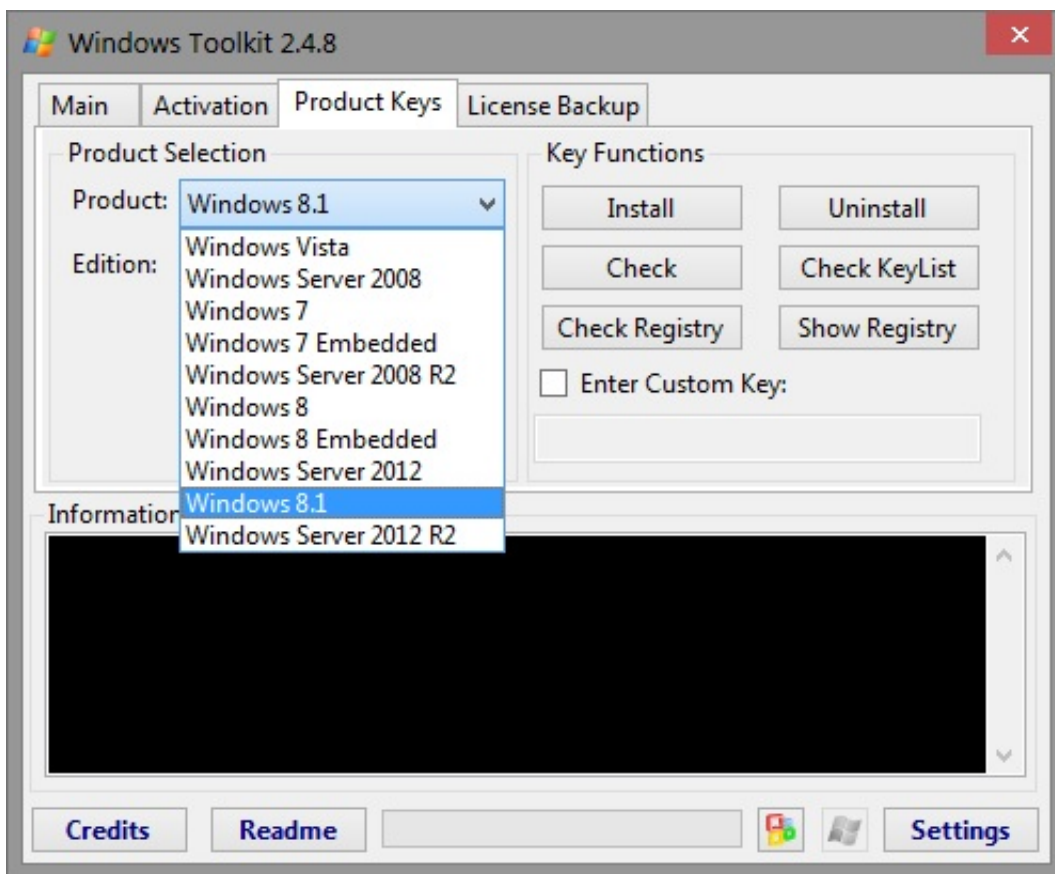 Windows Toolkit 2.4.8
Main Activation Product Keys License Backup
Product Selection
Product: Windows 8.1
Edition:
Windows Vista
Windows Server 2008
Windows 7
Windows 7 Embedded
Windows Server 2008 R2
Windows 8
Windows 8 Embedded
Windows Server 2012
Windows 8.1
Windows Server 2012 R2
Key Functions
Install Uninstall
Check Check KeyList
Check Registry Show Registry
Enter Custom Key:
Information
Credits Readme Settings